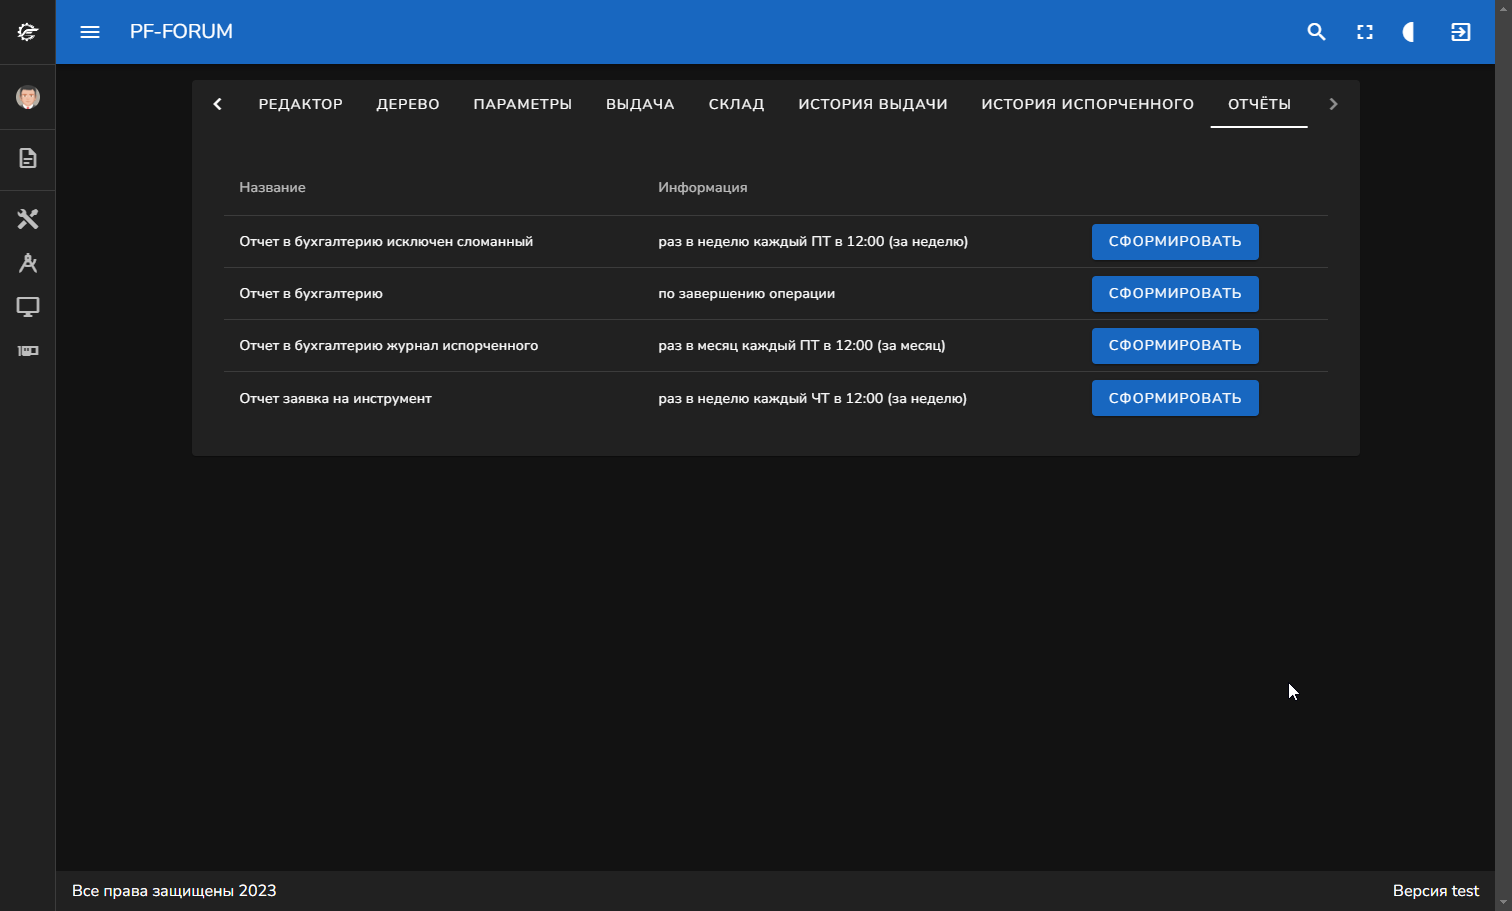 PF-FORUM
РЕДАКТОР ДЕРЕВО ПАРАМЕТРЫ ВЫДАЧА СКЛАД ИСТОРИЯ ВЫДАЧИ ИСТОРИЯ ИСПОРЧЕННОГО ОТЧЁТЫ
Название Информация
Отчет в бухгалтерию исключен сломанный раз в неделю каждый ПТ в 12:00 (за неделю) СФОРМИРОВАТЬ
Отчет в бухгалтерию по завершению операции СФОРМИРОВАТЬ
Отчет в бухгалтерию журнал испорченного раз в месяц каждый ПТ в 12:00 (за месяц) СФОРМИРОВАТЬ
Отчет заявка на инструмент раз в неделю каждый ЧТ в 12:00 (за неделю) СФОРМИРОВАТЬ
Все права защищены 2023 Версия test